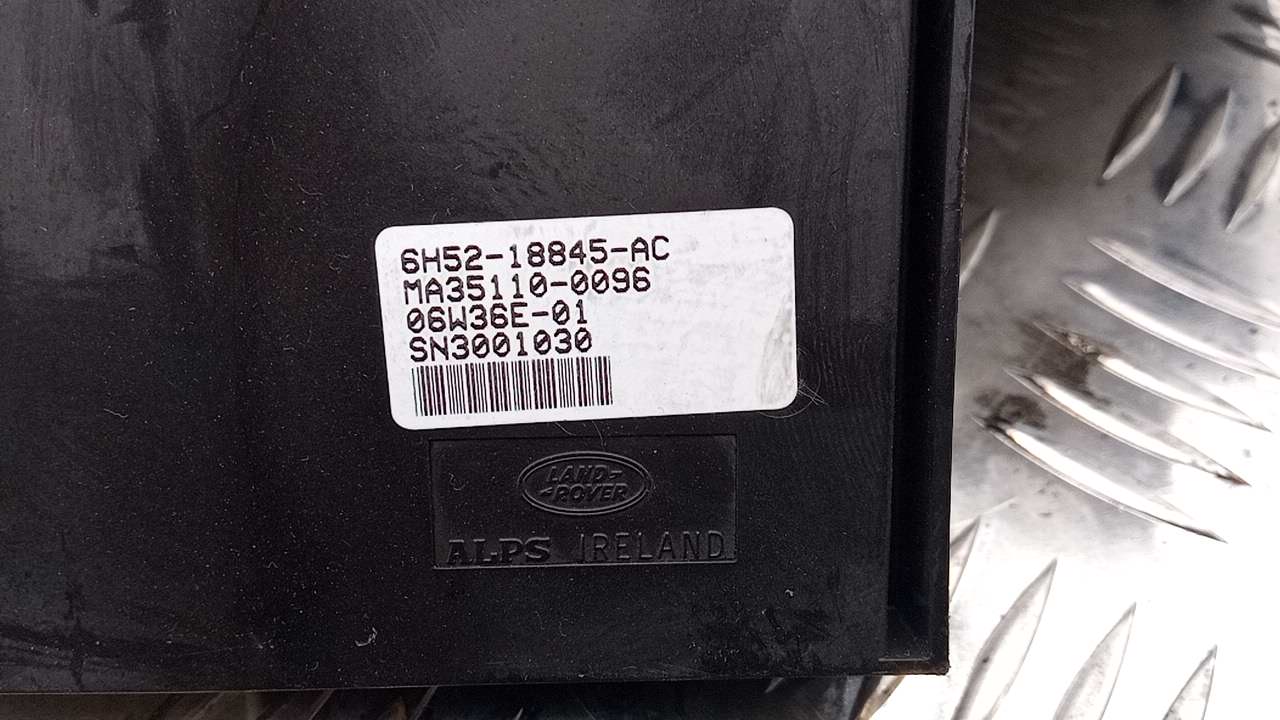 6H52-18845-AC
MA35110-0096
06W36E-01
SN3001030
LAND-
ROVER
ALPS IRELAND